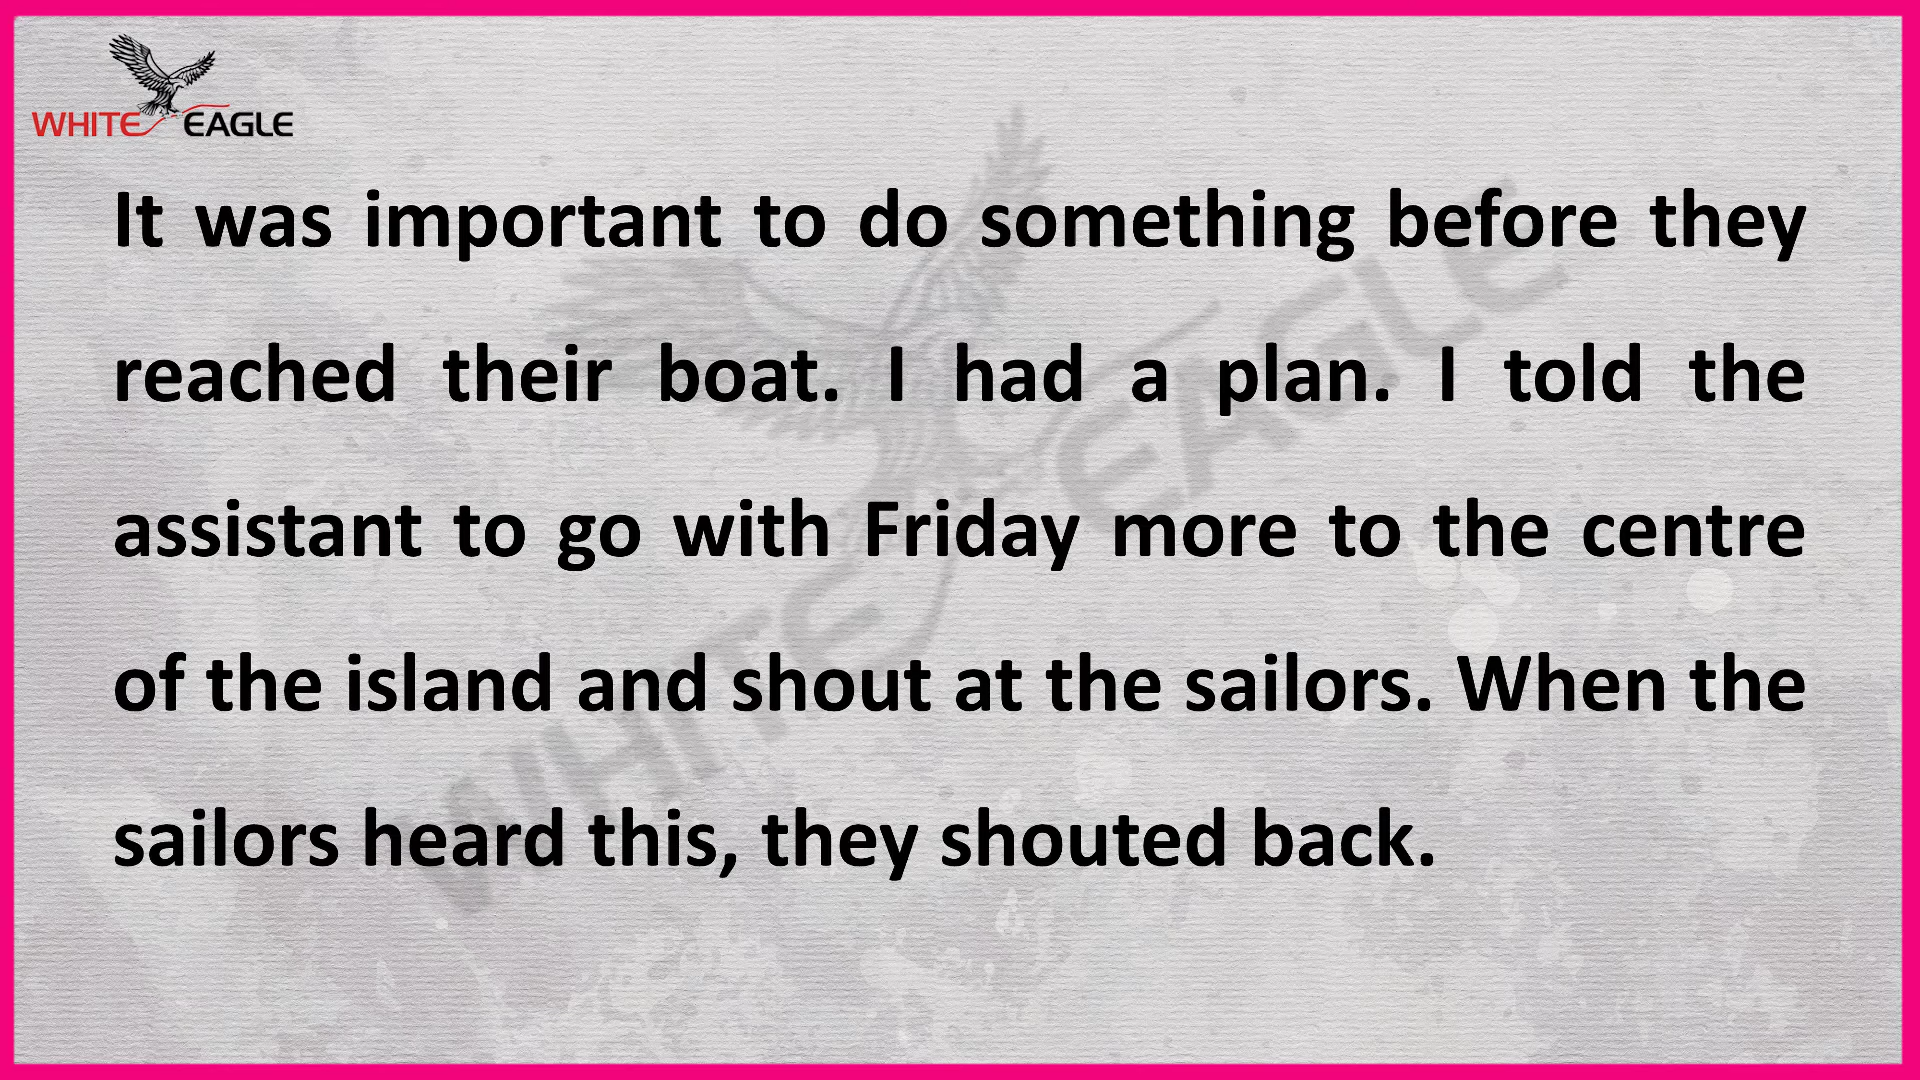 WHITE EAGLE
It was important to do something before they
reached their boat. I had a plan. I told the
assistant to go with Friday more to the centre
of the island and shout at the sailors. When the
sailors heard this, they shouted back.
WHITE EAGLE